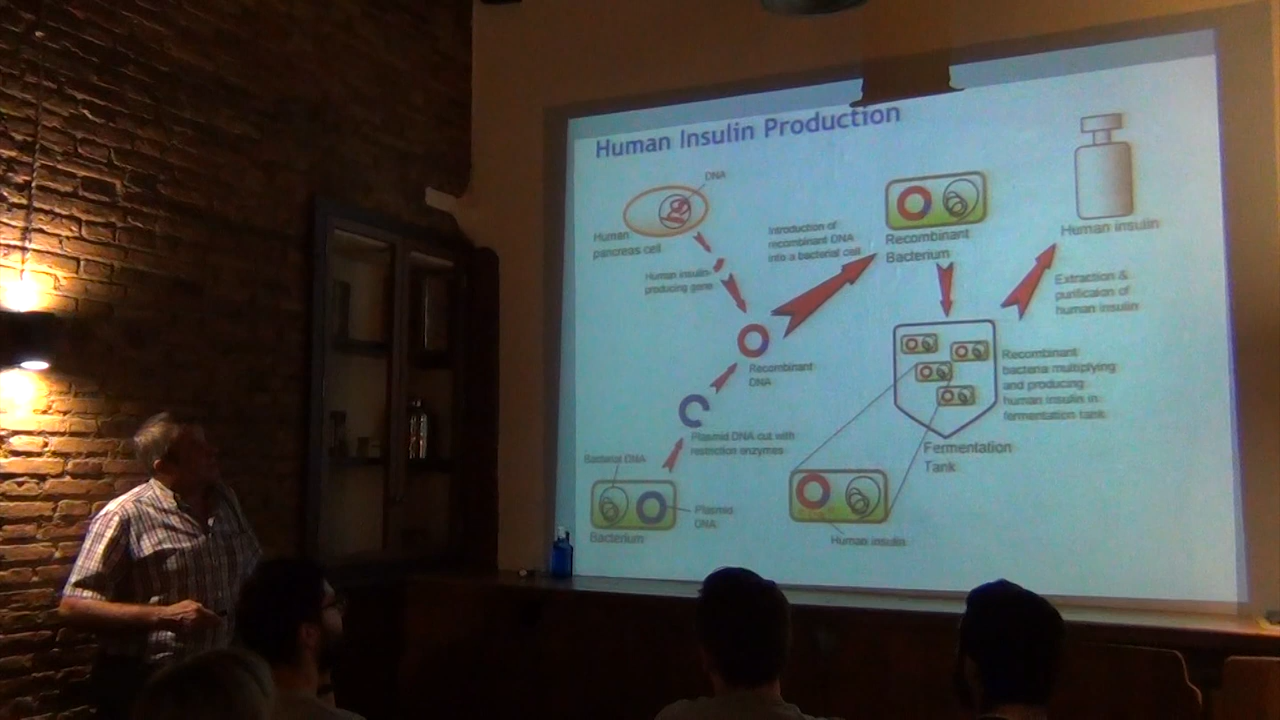 Human Insulin Production
DNA
Human
pancreas cell
Human insulin-
producing gene
Introduction of
recombinant DNA
into a bacterial cell
Recombinant
Bacterium
Human insulin
Extraction &
purificaion of
human insulin
Recombinant
DNA
Plasmid DNA cut with
restriction enzymes
Recombinant
bacteria multiplying
and producing
human insulin in
fermentation tank
Fermentation
Tank
Bacterial DNA
Plasmid
DNA
Bacterium
Human insulin